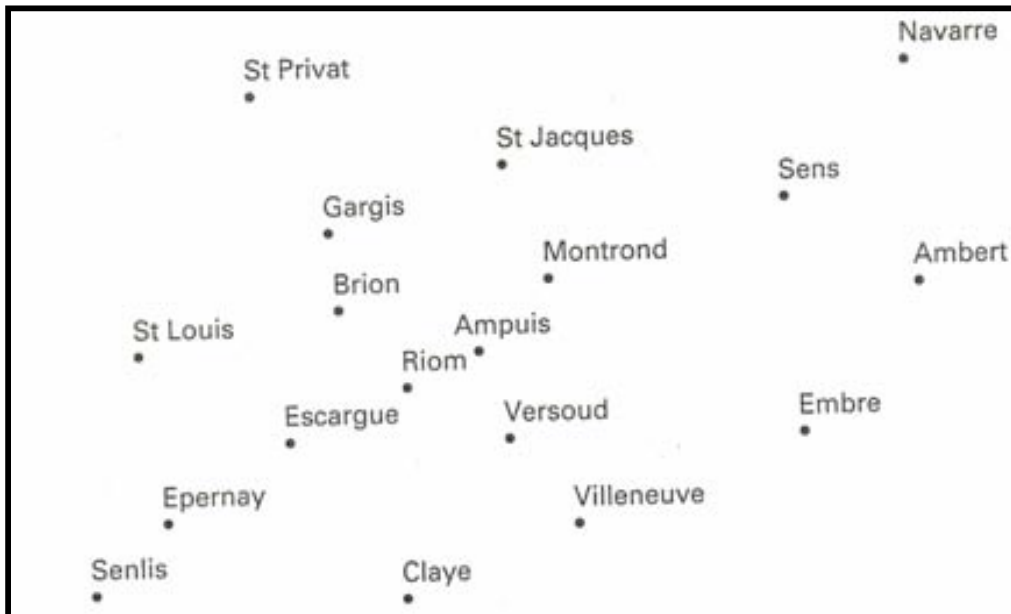 Navarre
St Privat
St Jacques
Sens
Gargis
Montrond
Ambert
Brion
St Louis
Ampuis
Riom
Escargue
Versoud
Embre
Epernay
Villeneuve
Senlis
Claye